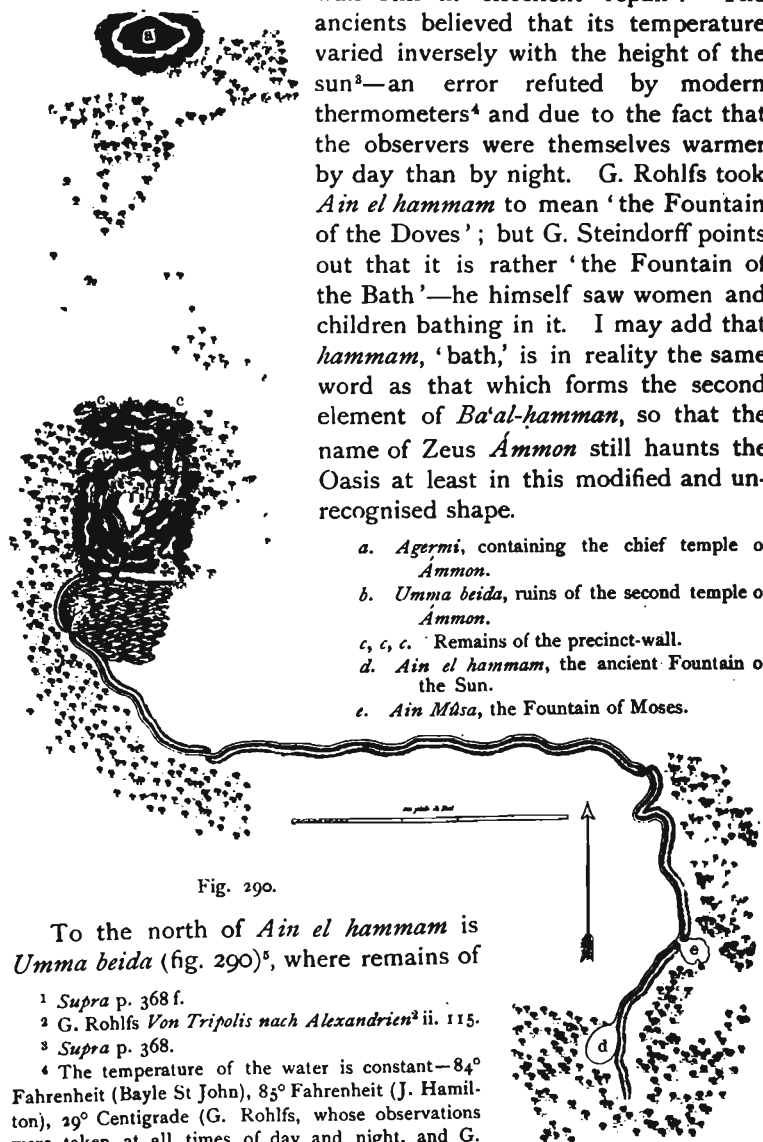 a
ancients believed that its temperature
varied inversely with the height of the
sun³—an error refuted by modern
thermometers⁴ and due to the fact that
the observers were themselves warmer
by day than by night. G. Rohlfs took
Ain el hammam to mean ‘the Fountain
of the Doves’; but G. Steindorff points
out that it is rather ‘the Fountain of
the Bath’—he himself saw women and
children bathing in it. I may add that
hammam, ‘bath,’ is in reality the same
word as that which forms the second
element of Ba‘al-ḥamman, so that the
name of Zeus Ámmon still haunts the
Oasis at least in this modified and un-
recognised shape.
c c
a. Agermi, containing the chief temple o
Ámmon.
b. Umma beida, ruins of the second temple o
Ámmon.
c, c, c. Remains of the precinct-wall.
d. Ain el hammam, the ancient Fountain o
the Sun.
e. Ain Mûsa, the Fountain of Moses.
e
d
Fig. 290.
To the north of Ain el hammam is
Umma beida (fig. 290)⁵, where remains of
¹ Supra p. 368 f.
² G. Rohlfs Von Tripolis nach Alexandrien² ii. 115.
³ Supra p. 368.
⁴ The temperature of the water is constant—84°
Fahrenheit (Bayle St John), 85° Fahrenheit (J. Hamil-
ton), 29° Centigrade (G. Rohlfs, whose observations
were taken at all times of day and night, and G.